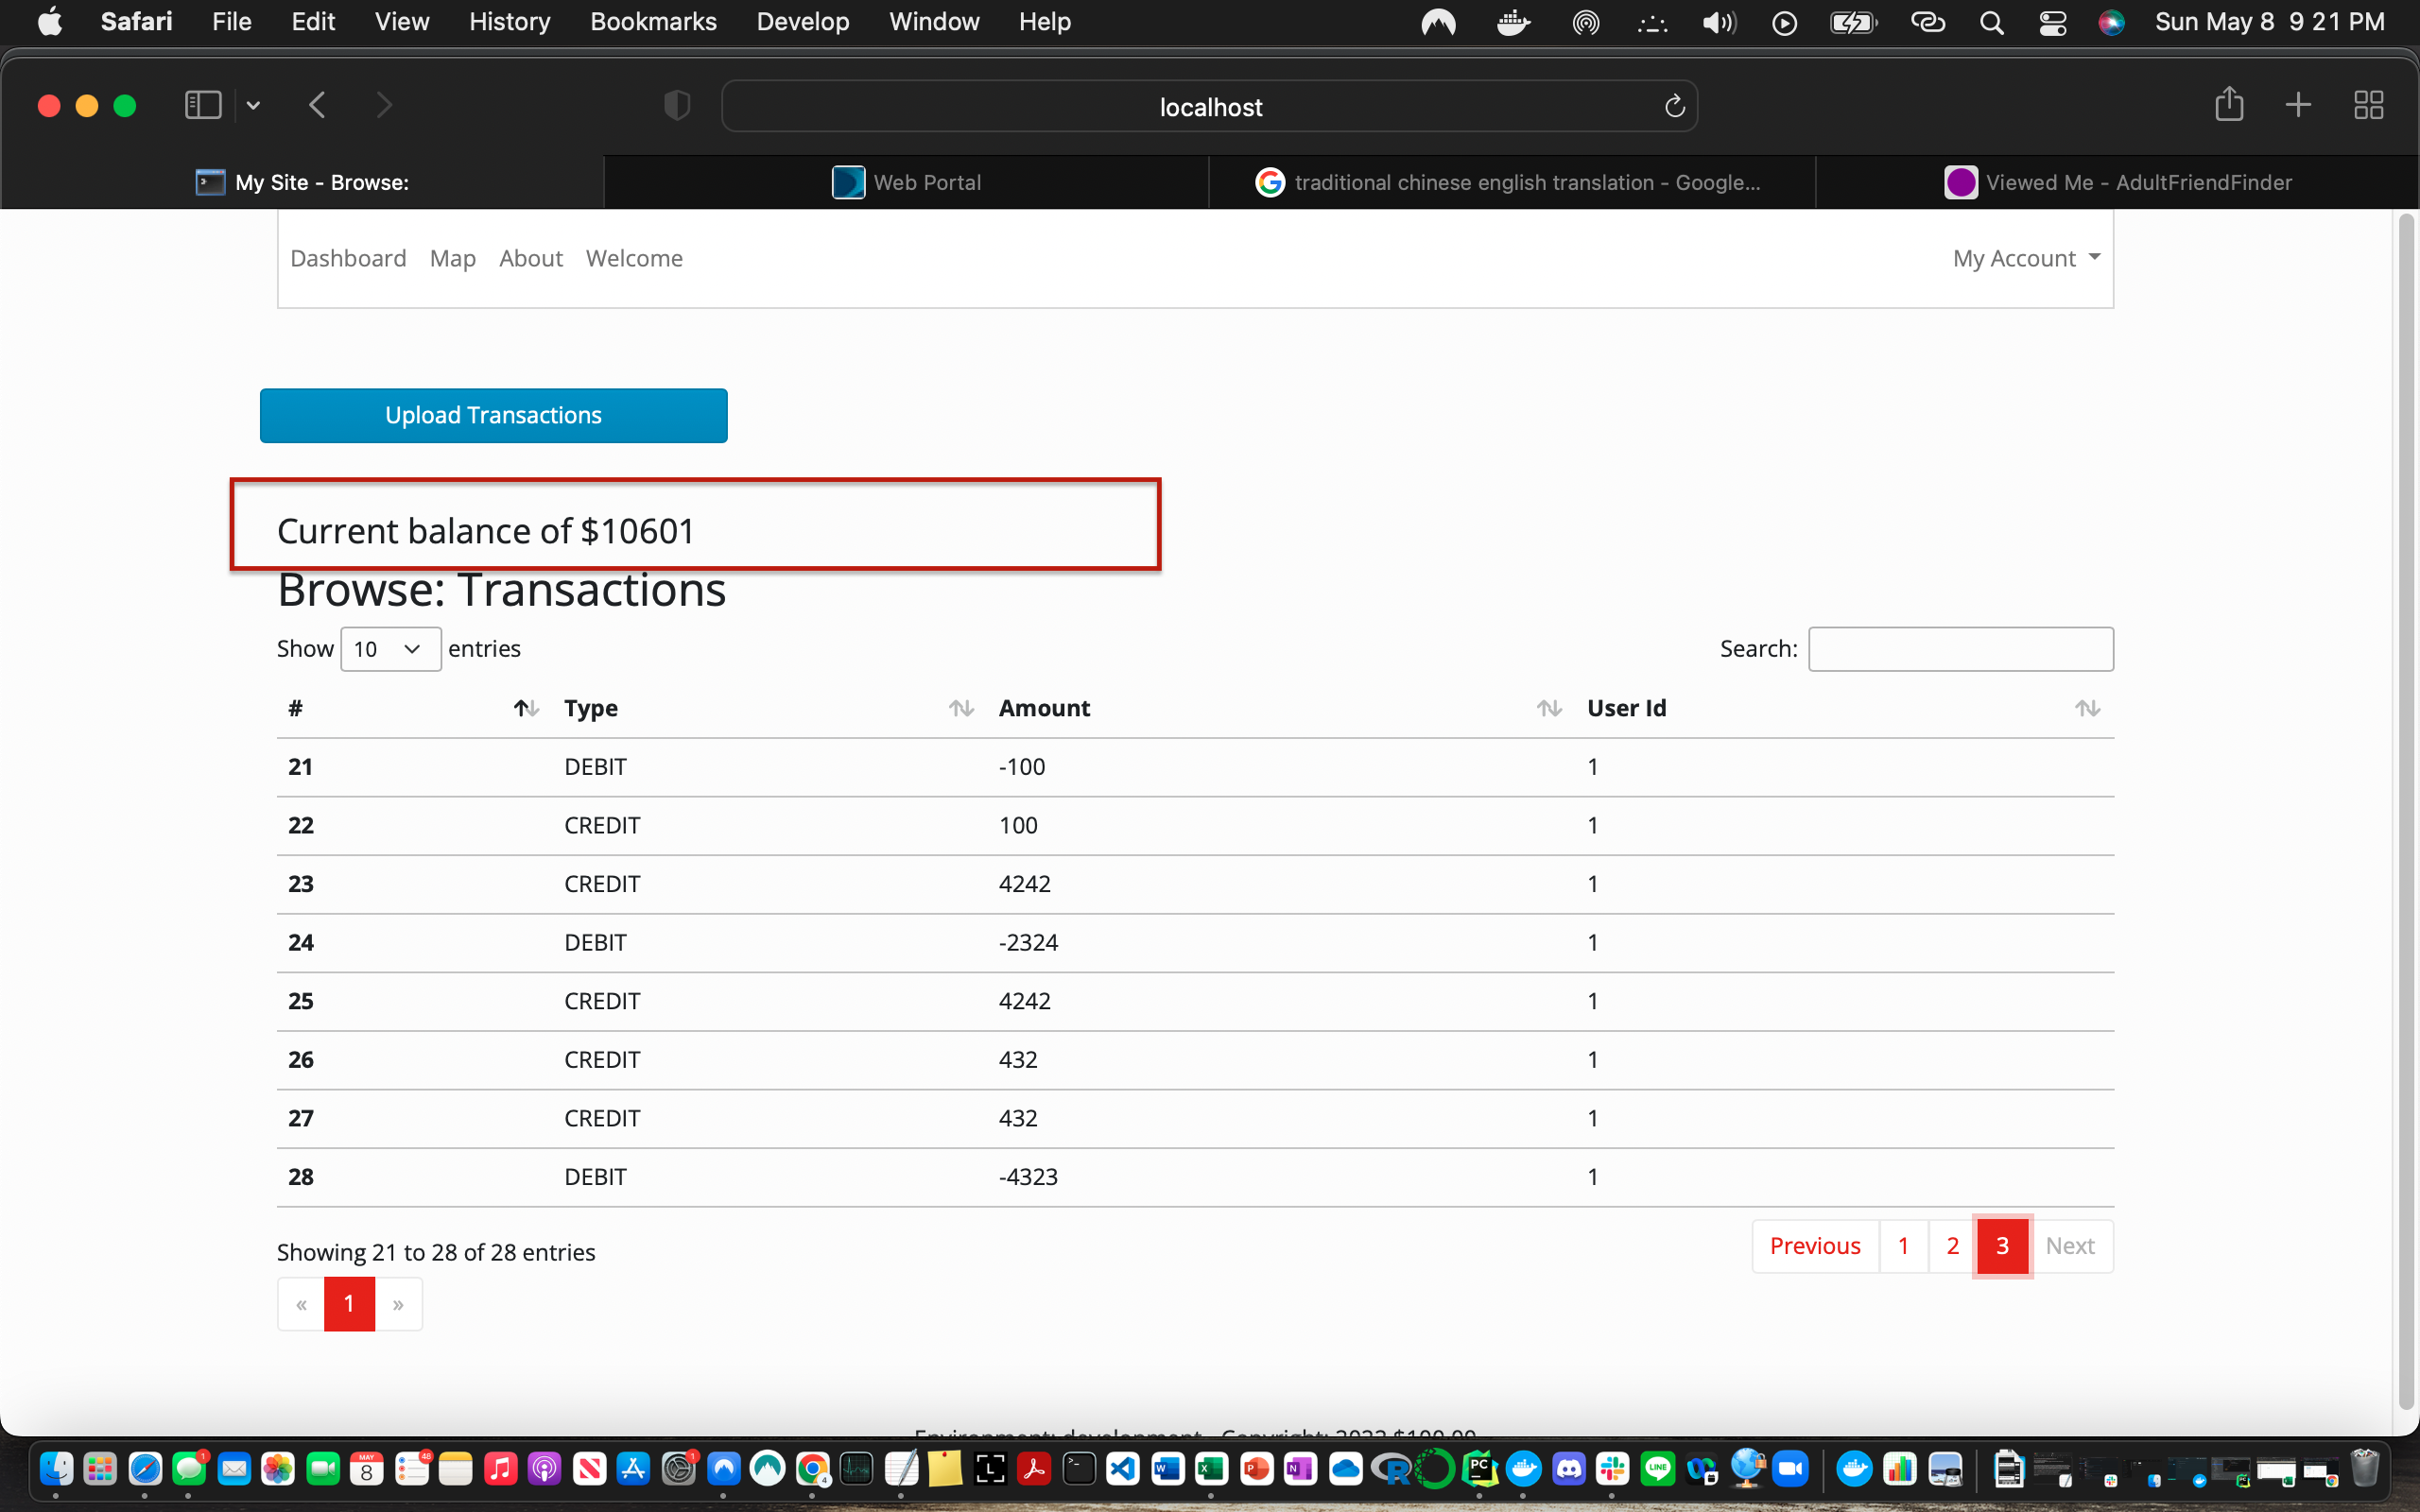 Safari File Edit View History Bookmarks Develop Window Help Sun May 8 9 21 PM
localhost
My Site - Browse: Web Portal traditional chinese english translation - Google... Viewed Me - AdultFriendFinder
Dashboard Map About Welcome My Account
Upload Transactions
Current balance of $10601
Browse: Transactions
Show 10 entries Search:
# Type Amount User Id
21 DEBIT -100 1
22 CREDIT 100 1
23 CREDIT 4242 1
24 DEBIT -2324 1
25 CREDIT 4242 1
26 CREDIT 432 1
27 CREDIT 432 1
28 DEBIT -4323 1
Showing 21 to 28 of 28 entries Previous 1 2 3 Next
« 1 »